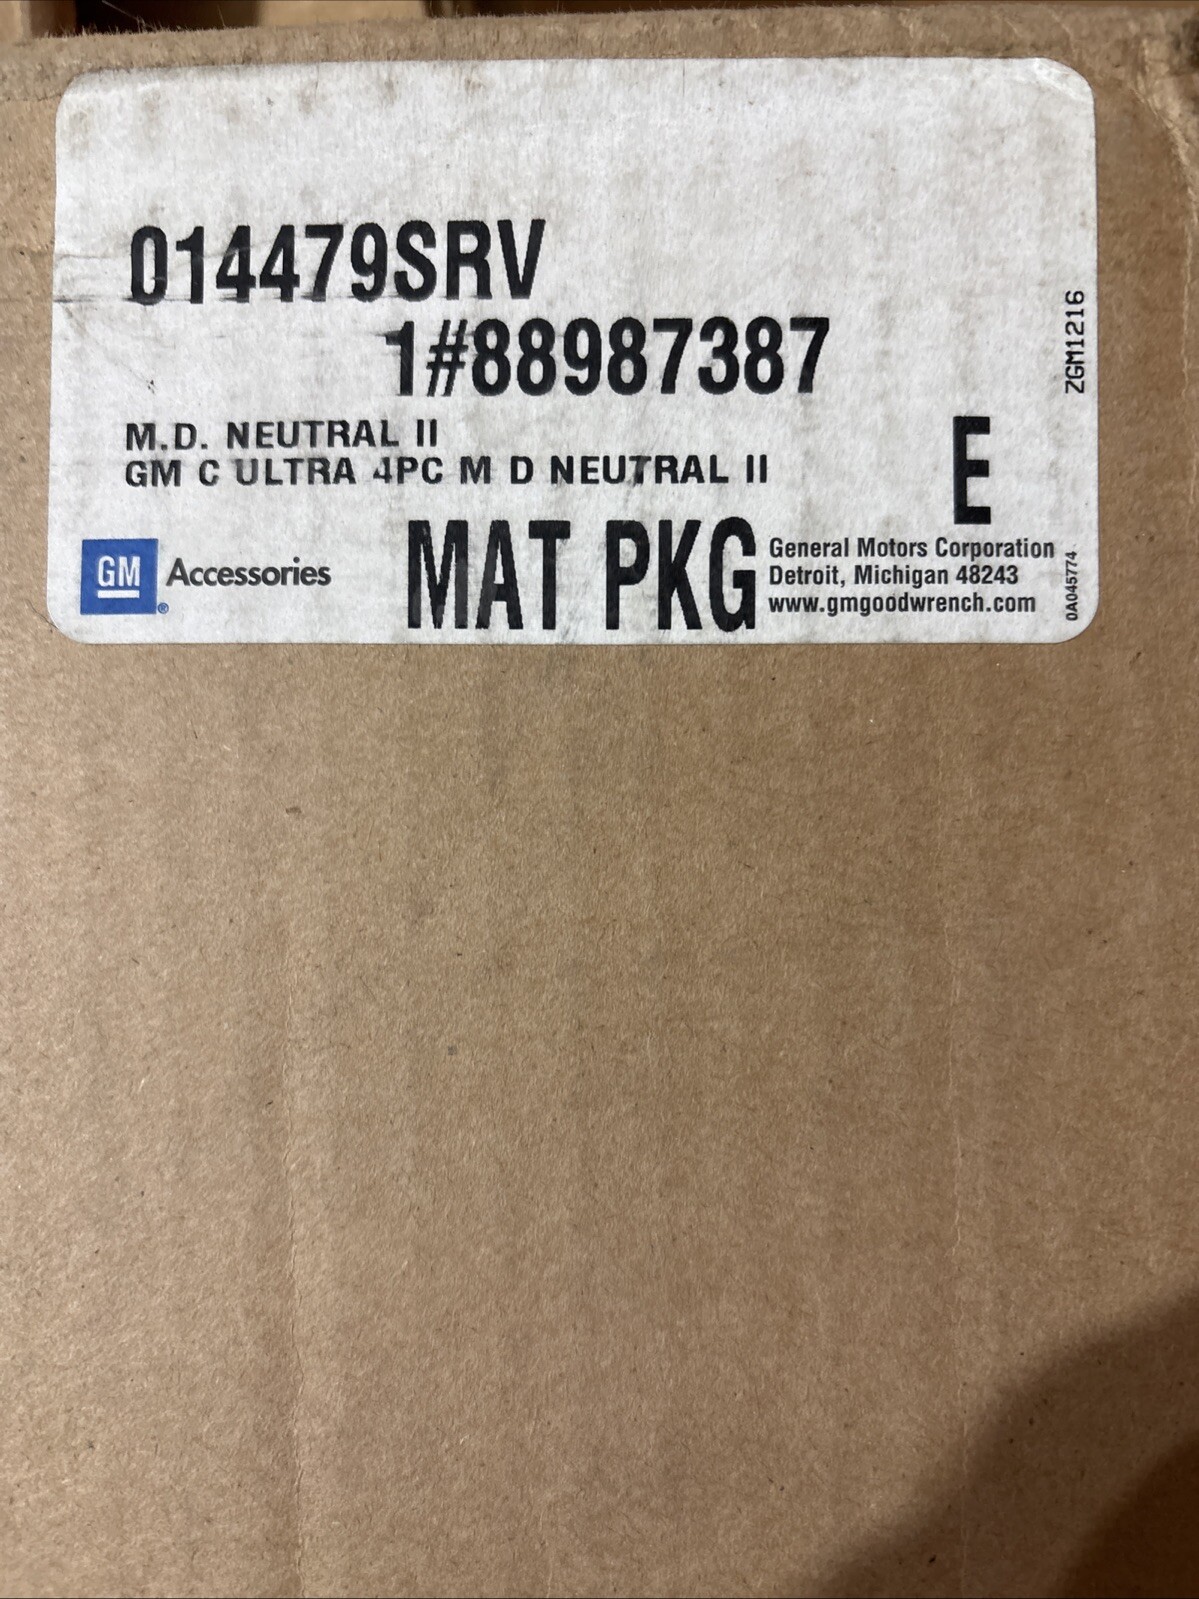 014479SRV
1#88987387
ZGM1216
M.D. NEUTRAL II
GM C ULTRA 4PC M D NEUTRAL II
E
GM
®
Accessories
MAT PKG
General Motors Corporation
Detroit, Michigan 48243
www.gmgoodwrench.com
0A045774